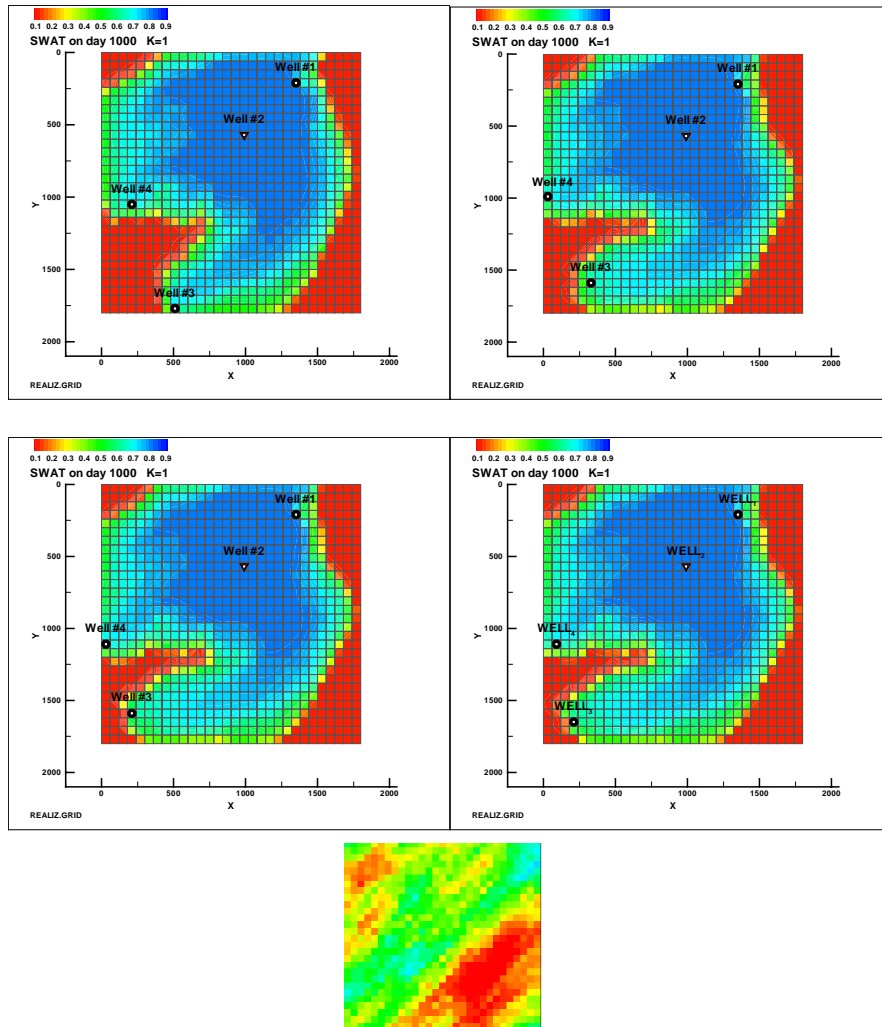 0.1 0.2 0.3 0.4 0.5 0.6 0.7 0.8 0.9
SWAT on day 1000 K=1
0
500
1000
1500
2000
Y
Well #1
Well #2
Well #4
Well #3
0 500 1000 1500 2000
X
REALIZ.GRID
0.1 0.2 0.3 0.4 0.5 0.6 0.7 0.8 0.9
SWAT on day 1000 K=1
0
500
1000
1500
2000
Y
Well #1
Well #2
Well #4
Well #3
0 500 1000 1500 2000
X
REALIZ.GRID
0.1 0.2 0.3 0.4 0.5 0.6 0.7 0.8 0.9
SWAT on day 1000 K=1
0
500
1000
1500
2000
Y
Well #1
Well #2
Well #4
Well #3
0 500 1000 1500 2000
X
REALIZ.GRID
0.1 0.2 0.3 0.4 0.5 0.6 0.7 0.8 0.9
SWAT on day 1000 K=1
0
500
1000
1500
2000
Y
WELL₁
WELL₂
WELL₄
WELL₃
0 500 1000 1500 2000
X
REALIZ.GRID